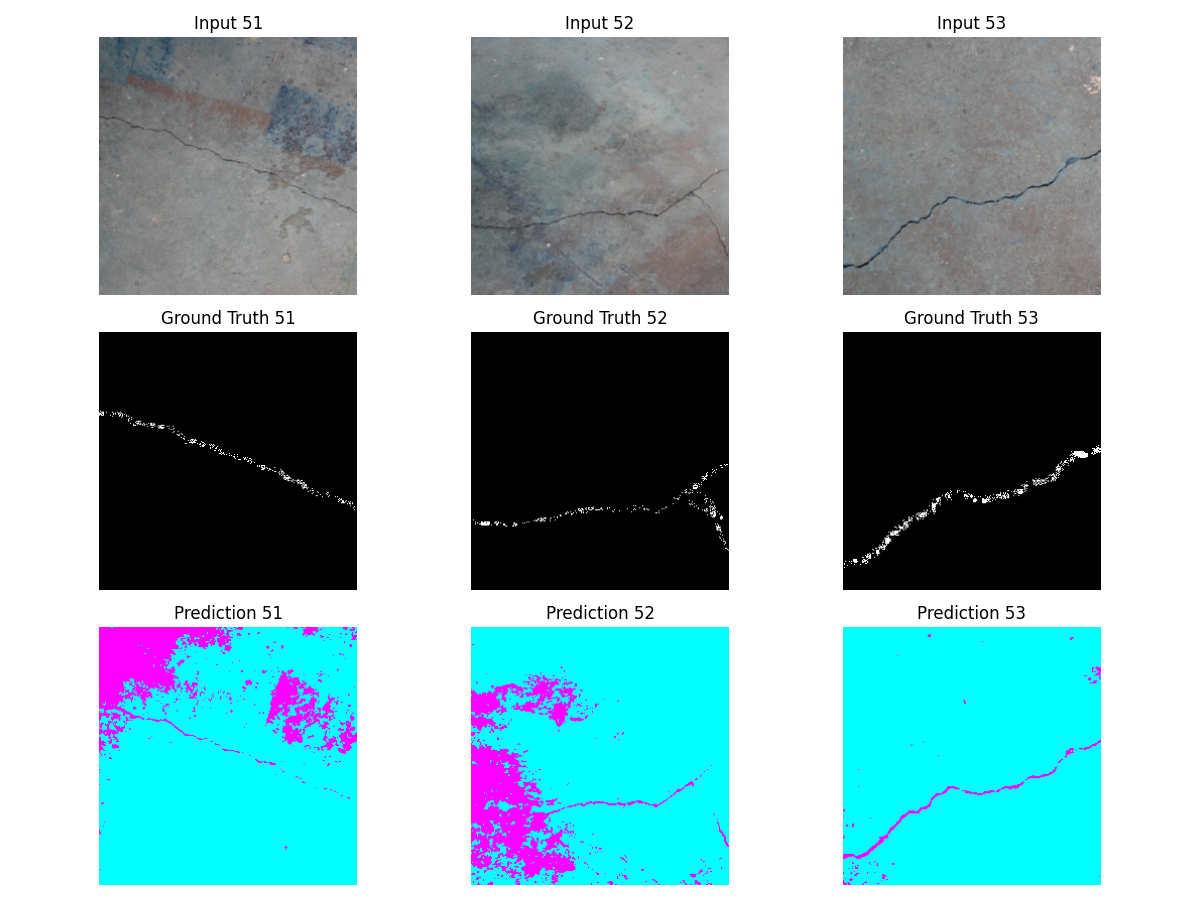 Input 51
Input 52
Input 53
Ground Truth 51
Ground Truth 52
Ground Truth 53
Prediction 51
Prediction 52
Prediction 53